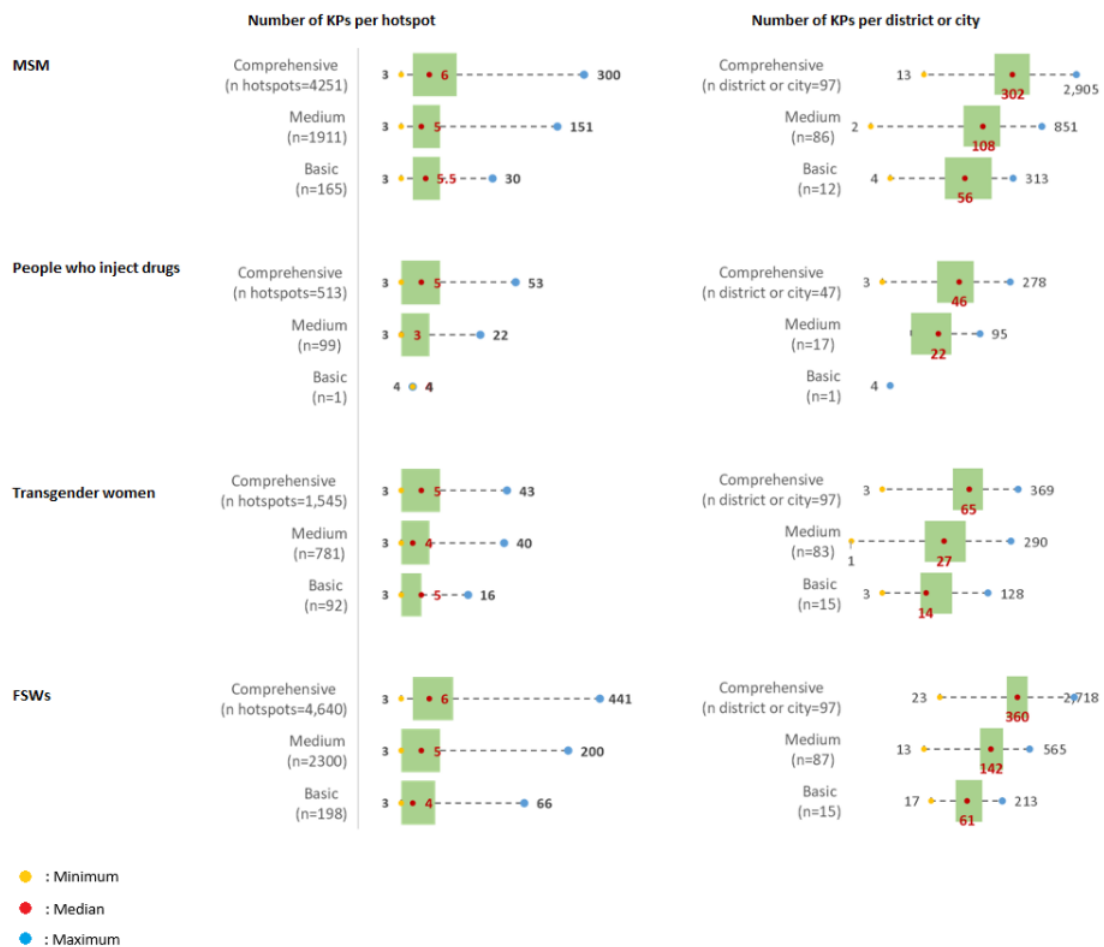 Number of KPs per hotspot
Number of KPs per district or city
MSM
Comprehensive
(n hotspots=4251)
3
6
300
Comprehensive
(n district or city=97)
13
302
2,905
Medium
(n=1911)
3
5
151
Medium
(n=86)
2
108
851
Basic
(n=165)
3
5.5
30
Basic
(n=12)
4
56
313
People who inject drugs
Comprehensive
(n hotspots=513)
3
5
53
Comprehensive
(n district or city=47)
3
46
278
Medium
(n=99)
3
3
22
Medium
(n=17)
22
95
Basic
(n=1)
4
4
Basic
(n=1)
4
Transgender women
Comprehensive
(n hotspots=1,545)
3
5
43
Comprehensive
(n district or city=97)
3
65
369
Medium
(n=781)
3
4
40
Medium
(n=83)
1
27
290
Basic
(n=92)
3
5
16
Basic
(n=15)
3
14
128
FSWs
Comprehensive
(n hotspots=4,640)
3
6
441
Comprehensive
(n district or city=97)
23
360
2,718
Medium
(n=2300)
3
5
200
Medium
(n=87)
13
142
565
Basic
(n=198)
3
4
66
Basic
(n=15)
17
61
213
: Minimum
: Median
: Maximum